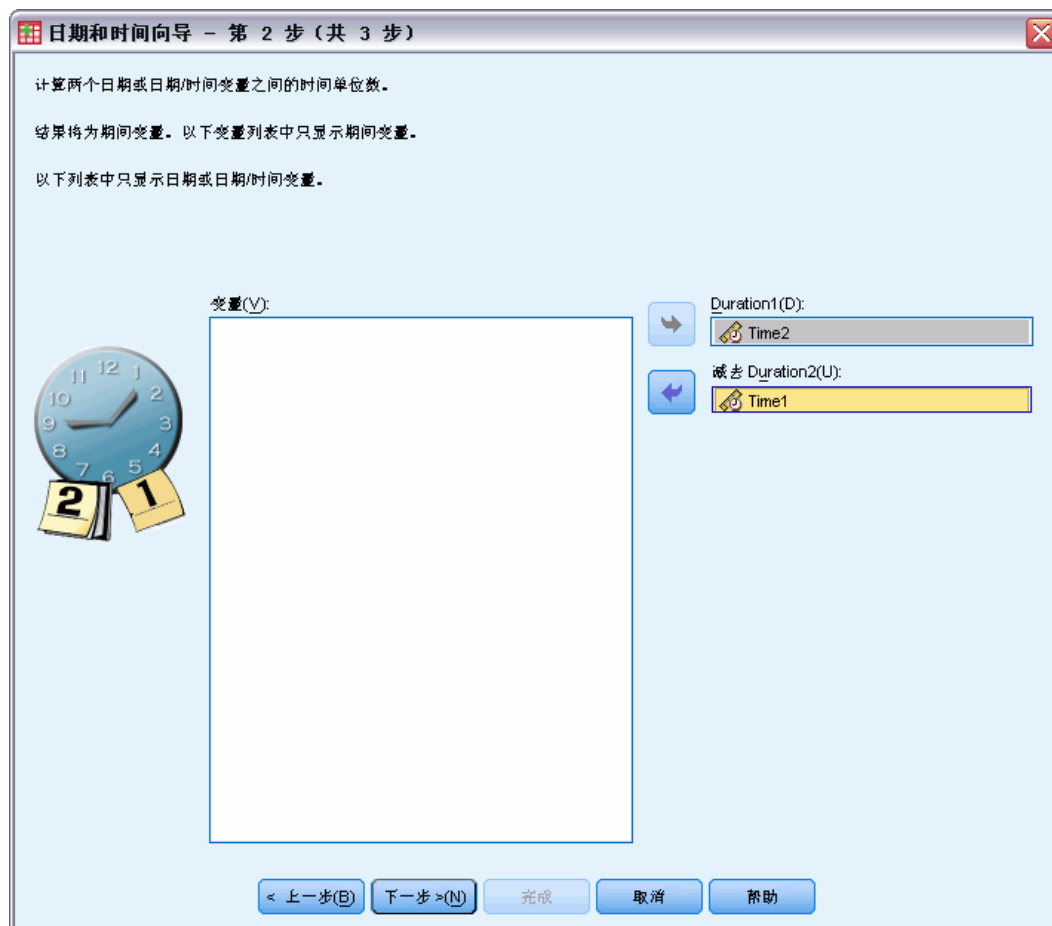 日期和时间向导 - 第 2 步（共 3 步）
计算两个日期或日期/时间变量之间的时间单位数。
结果将为期间变量。以下变量列表中只显示期间变量。
以下列表中只显示日期或日期/时间变量。
变量(V):
Duration1(D):
Time2
减去 Duration2(U):
Time1
11 12 1
10 2
9 3
8 4
7 6 5
2 1
< 上一步(B) 下一步 >(N) 完成 取消 帮助